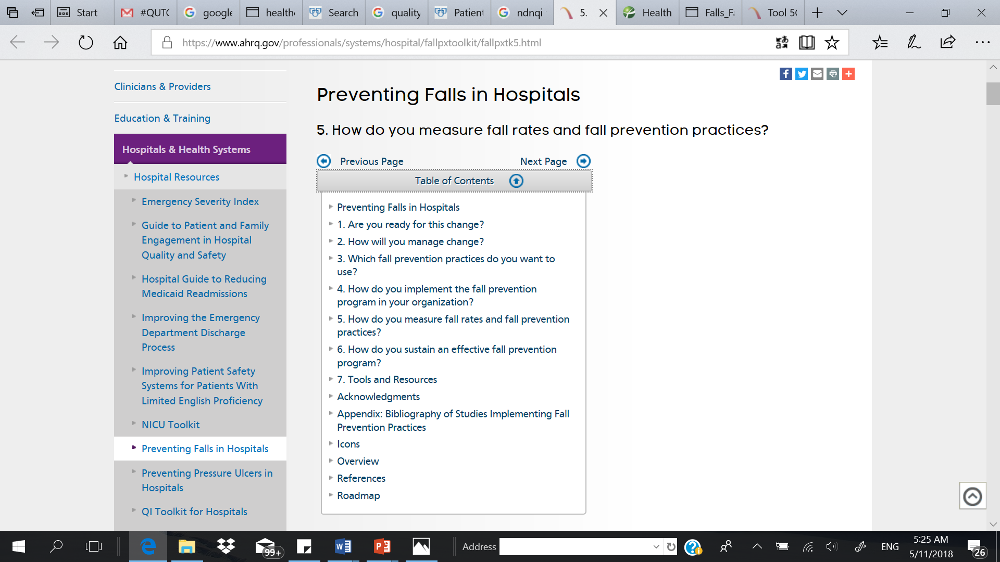 Start
#QUTC
google
healthc
Search
quality
Patient
ndnqi
5.
Health
Falls_Fa
Tool 5C
https://www.ahrq.gov/professionals/systems/hospital/fallpxtoolkit/fallpxtk5.html
Clinicians & Providers
Education & Training
Hospitals & Health Systems
Hospital Resources
Emergency Severity Index
Guide to Patient and Family
Engagement in Hospital
Quality and Safety
Hospital Guide to Reducing
Medicaid Readmissions
Improving the Emergency
Department Discharge
Process
Improving Patient Safety
Systems for Patients With
Limited English Proficiency
NICU Toolkit
Preventing Falls in Hospitals
Preventing Pressure Ulcers in
Hospitals
QI Toolkit for Hospitals
Preventing Falls in Hospitals
5. How do you measure fall rates and fall prevention practices?
Previous Page
Next Page
Table of Contents
Preventing Falls in Hospitals
1. Are you ready for this change?
2. How will you manage change?
3. Which fall prevention practices do you want to
use?
4. How do you implement the fall prevention
program in your organization?
5. How do you measure fall rates and fall prevention
practices?
6. How do you sustain an effective fall prevention
program?
7. Tools and Resources
Acknowledgments
Appendix: Bibliography of Studies Implementing Fall
Prevention Practices
Icons
Overview
References
Roadmap
99+
Address
ENG
5:25 AM
5/11/2018
26